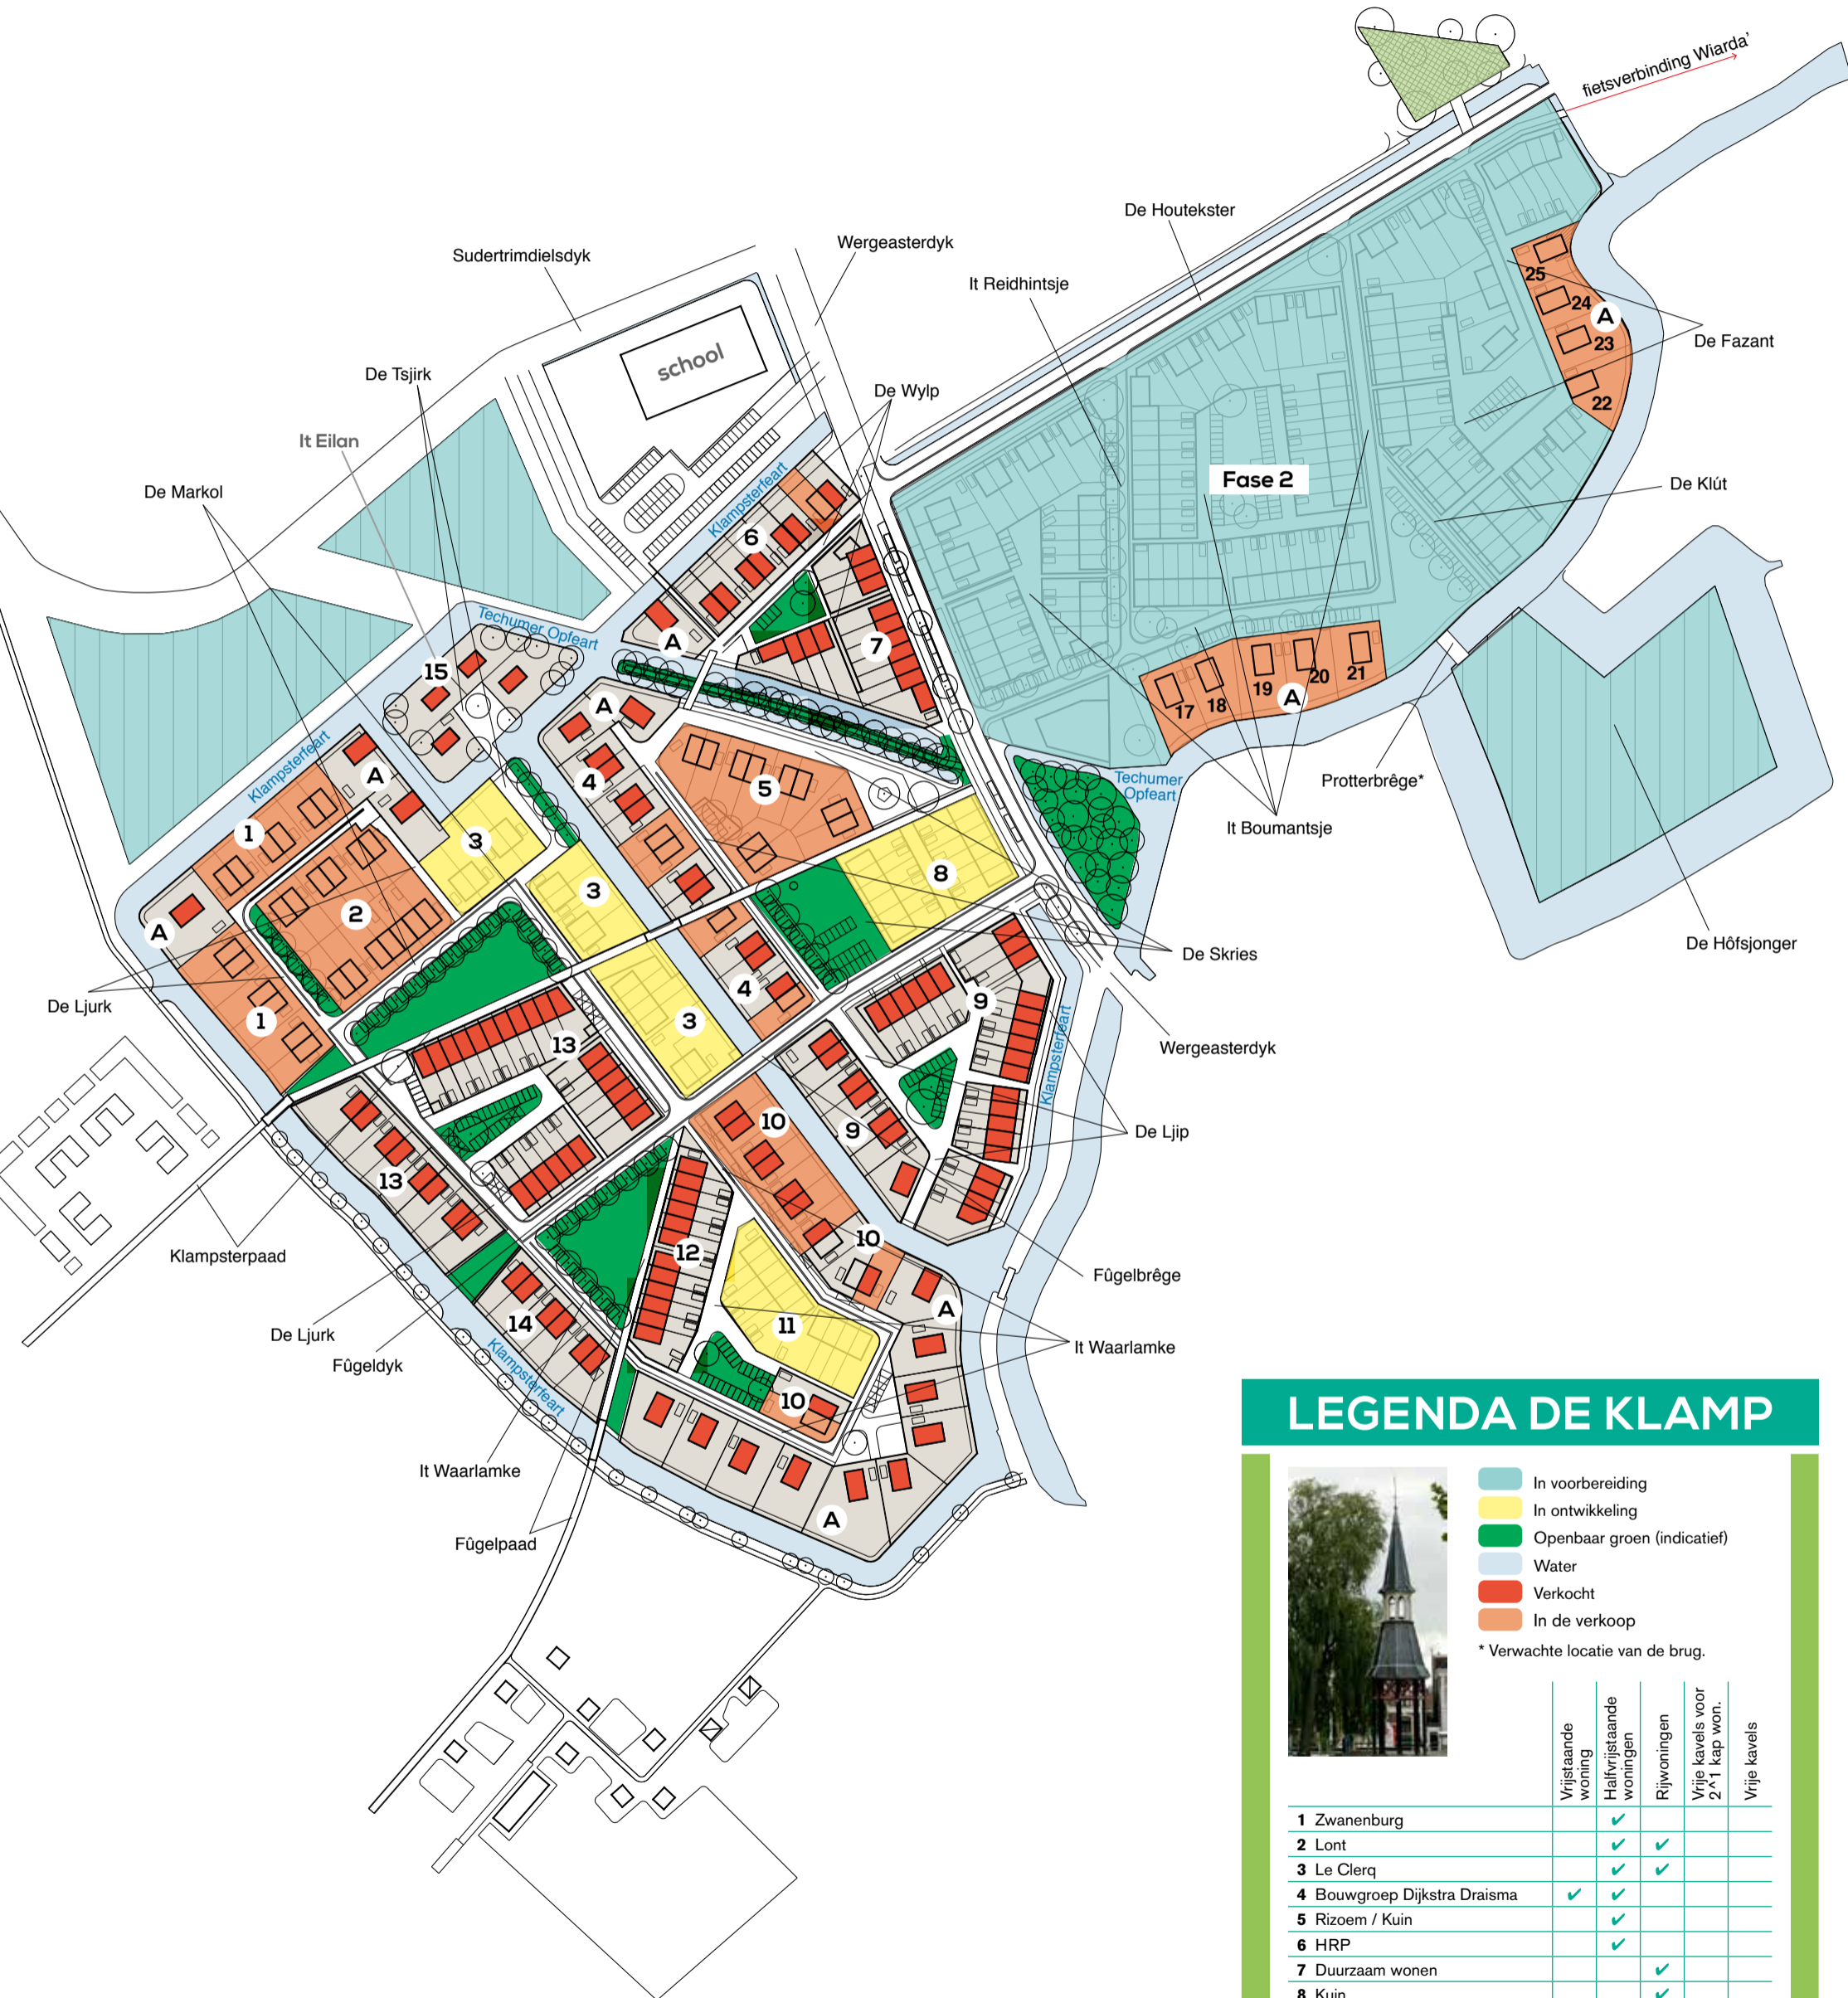 fietsverbinding Wiarda'
De Houtekster
Wergeasterdyk
Sudertrimdielsdyk
It Reidhintsje
25
24
A
23
De Fazant
22
school
De Tsjirk
De Wylp
It Eilan
De Markol
Klampsterfeart
6
Fase 2
De Klút
Techumer Opfeart
A
7
15
A
17
18
19
20
21
A
Klampsterfeart
A
4
5
Techumer
Opfeart
Protterbrêge*
It Boumantsje
1
3
3
8
2
A
De Hôfsjonger
De Skries
4
9
De Ljurk
1
3
13
Klampsterfeart
Wergeasterdyk
10
9
De Ljip
13
Klampsterpaad
12
10
Fûgelbrêge
A
De Ljurk
14
11
It Waarlamke
Fûgeldyk
Klampsterfeart
10
It Waarlamke
A
Fûgelpaad
LEGENDA DE KLAMP
In voorbereiding
In ontwikkeling
Openbaar groen (indicatief)
Water
Verkocht
In de verkoop
* Verwachte locatie van de brug.
Vrijstaande
woning
Halfvrijstaande
woningen
Rijwoningen
Vrije kavels voor
2^1 kap won.
Vrije kavels
1 Zwanenburg ✔
2 Lont ✔ ✔
3 Le Clerq ✔ ✔
4 Bouwgroep Dijkstra Draisma ✔ ✔
5 Rizoem / Kuin ✔
6 HRP ✔
7 Duurzaam wonen ✔
8 Kuin ✔